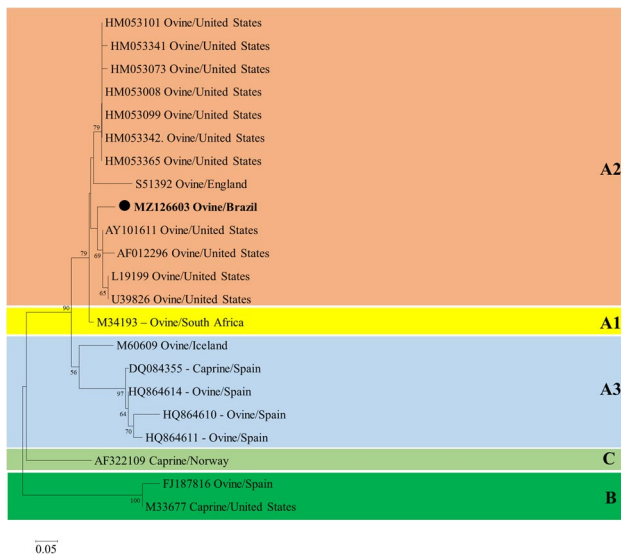 HM053101 Ovine/United States
HM053341 Ovine/United States
HM053073 Ovine/United States
HM053008 Ovine/United States
HM053099 Ovine/United States
79
HM053342. Ovine/United States
HM053365 Ovine/United States
A2
S51392 Ovine/England
MZ126603 Ovine/Brazil
AY101611 Ovine/United States
79
69
AF012296 Ovine/United States
L19199 Ovine/United States
65
U39826 Ovine/United States
90
M34193 – Ovine/South Africa
A1
M60609 Ovine/Iceland
56
DQ084355 - Caprine/Spain
97
HQ864614 - Ovine/Spain
A3
64
HQ864610 - Ovine/Spain
70
HQ864611 - Ovine/Spain
AF322109 Caprine/Norway
C
FJ187816 Ovine/Spain
100
B
M33677 Caprine/United States
0.05